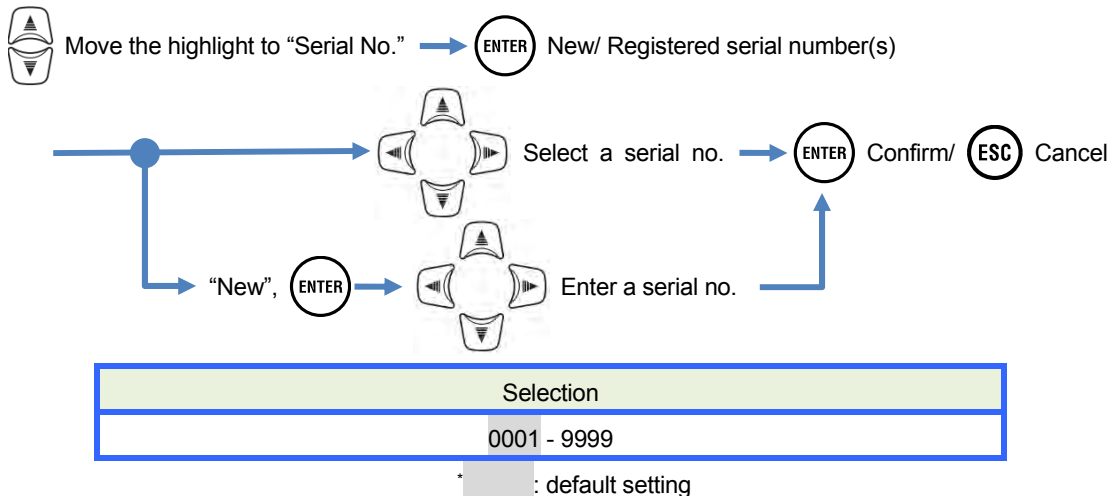 Move the highlight to “Serial No.” ENTER New/ Registered serial number(s)
Select a serial no. ENTER Confirm/ ESC Cancel
“New”, ENTER Enter a serial no.
Selection
0001 - 9999
* : default setting